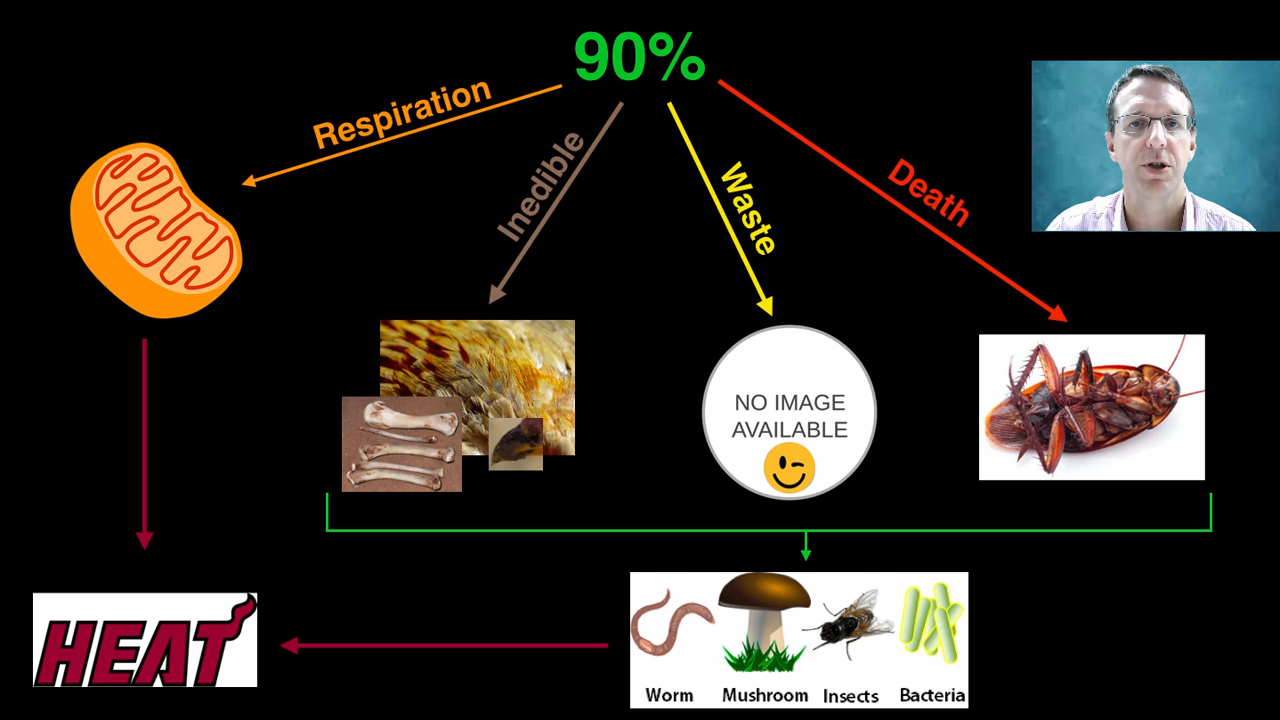 90%
Respiration
Inedible
Waste
Death
NO IMAGE
AVAILABLE
HEAT
Worm Mushroom Insects Bacteria